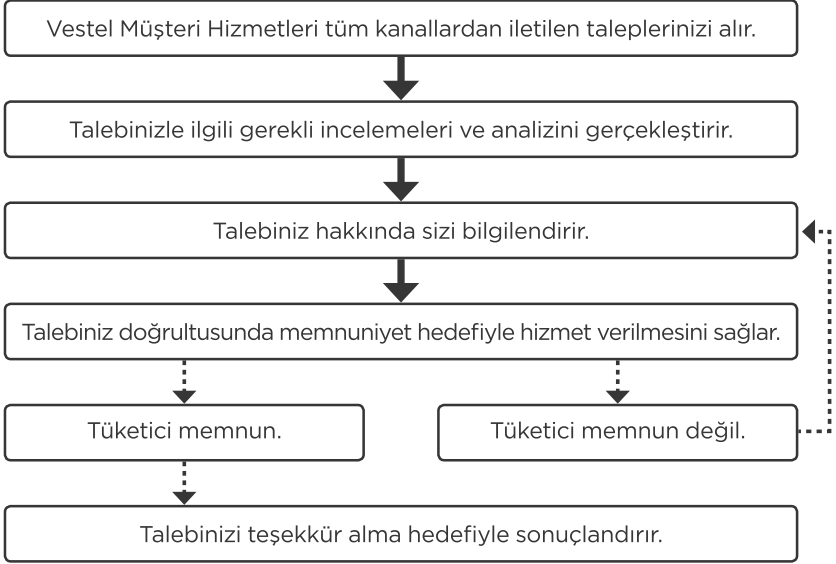 Vestel Müşteri Hizmetleri tüm kanallardan iletilen taleplerinizi alır.
Talebinizle ilgili gerekli incelemeleri ve analizini gerçekleştirir.
Talebiniz hakkında sizi bilgilendirir.
Talebiniz doğrultusunda memnuniyet hedefiyle hizmet verilmesini sağlar.
Tüketici memnun.
Tüketici memnun değil.
Talebinizi teşekkür alma hedefiyle sonuçlandırır.